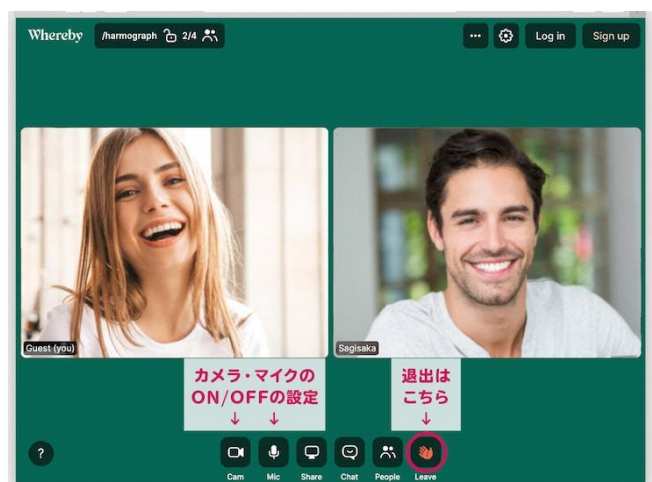 Whereby
/harmograph 2/4
Log in
Sign up
Guest (you)
Sagisaka
カメラ・マイクの
ON/OFFの設定
↓ ↓
退出は
こちら
↓
?
Cam Mic Share Chat People Leave